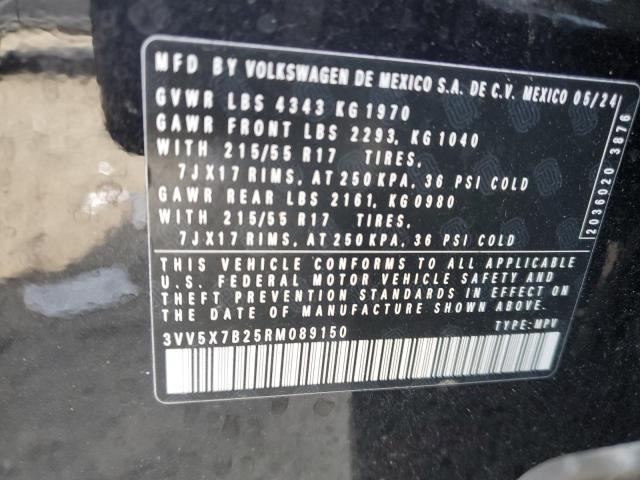 MFD BY VOLKSWAGEN DE MEXICO S.A. DE C.V. MEXICO 05/24
GVWR LBS 4343 KG 1970
GAWR FRONT LBS 2293, KG 1040
WITH 215/55 R17 TIRES,
7JX17 RIMS, AT 250 KPA, 36 PSI COLD
GAWR REAR LBS 2161, KG 0980
WITH 215/55 R17 TIRES,
7JX17 RIMS, AT 250 KPA, 36 PSI COLD
2036020 3876
THIS VEHICLE CONFORMS TO ALL APPLICABLE
U.S. FEDERAL MOTOR VEHICLE SAFETY AND
THEFT PREVENTION STANDARDS IN EFFECT ON
THE DATE OF MANUFACTURE SHOWN ABOVE.
3VV5X7B25RM089150 TYPE: MPV